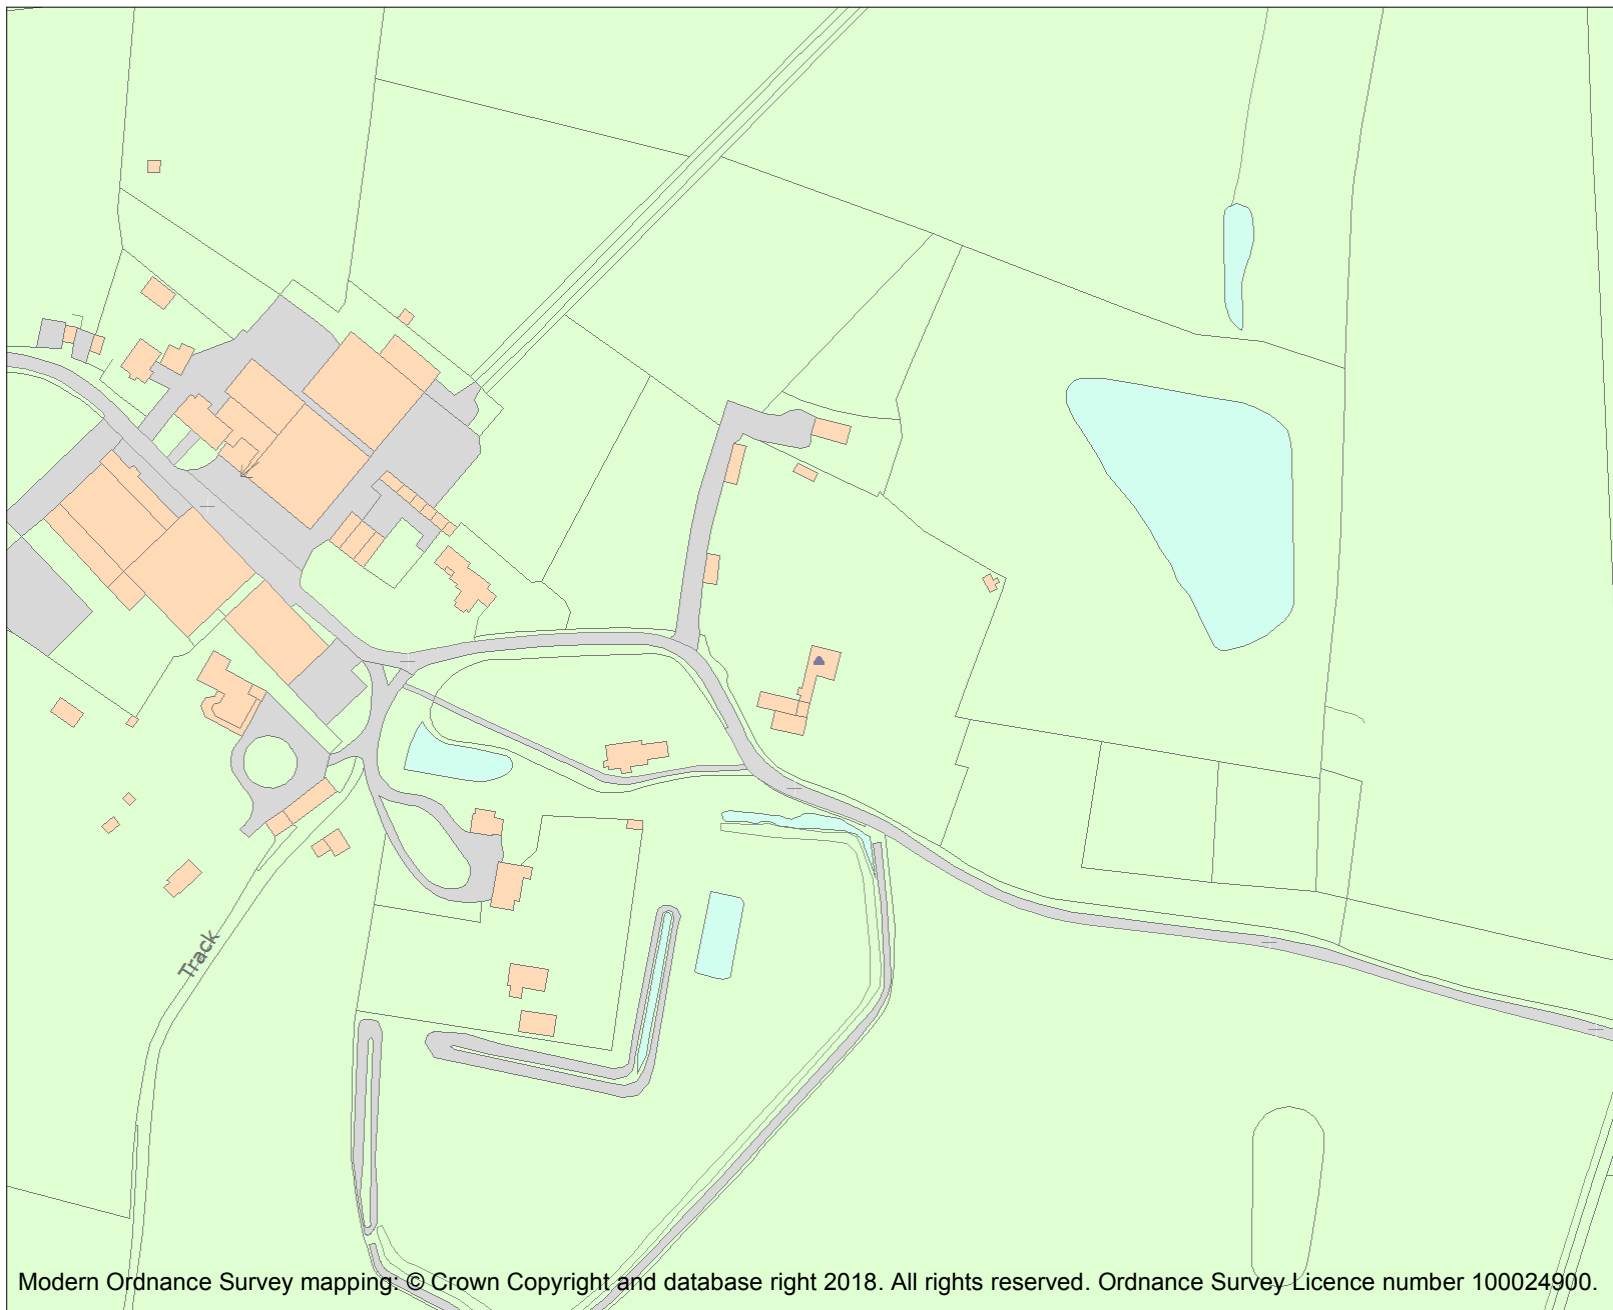 Track
Modern Ordnance Survey mapping: © Crown Copyright and database right 2018. All rights reserved. Ordnance Survey Licence number 100024900.